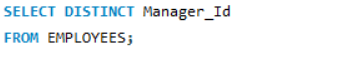 SELECT DISTINCT Manager_Id
FROM EMPLOYEES;